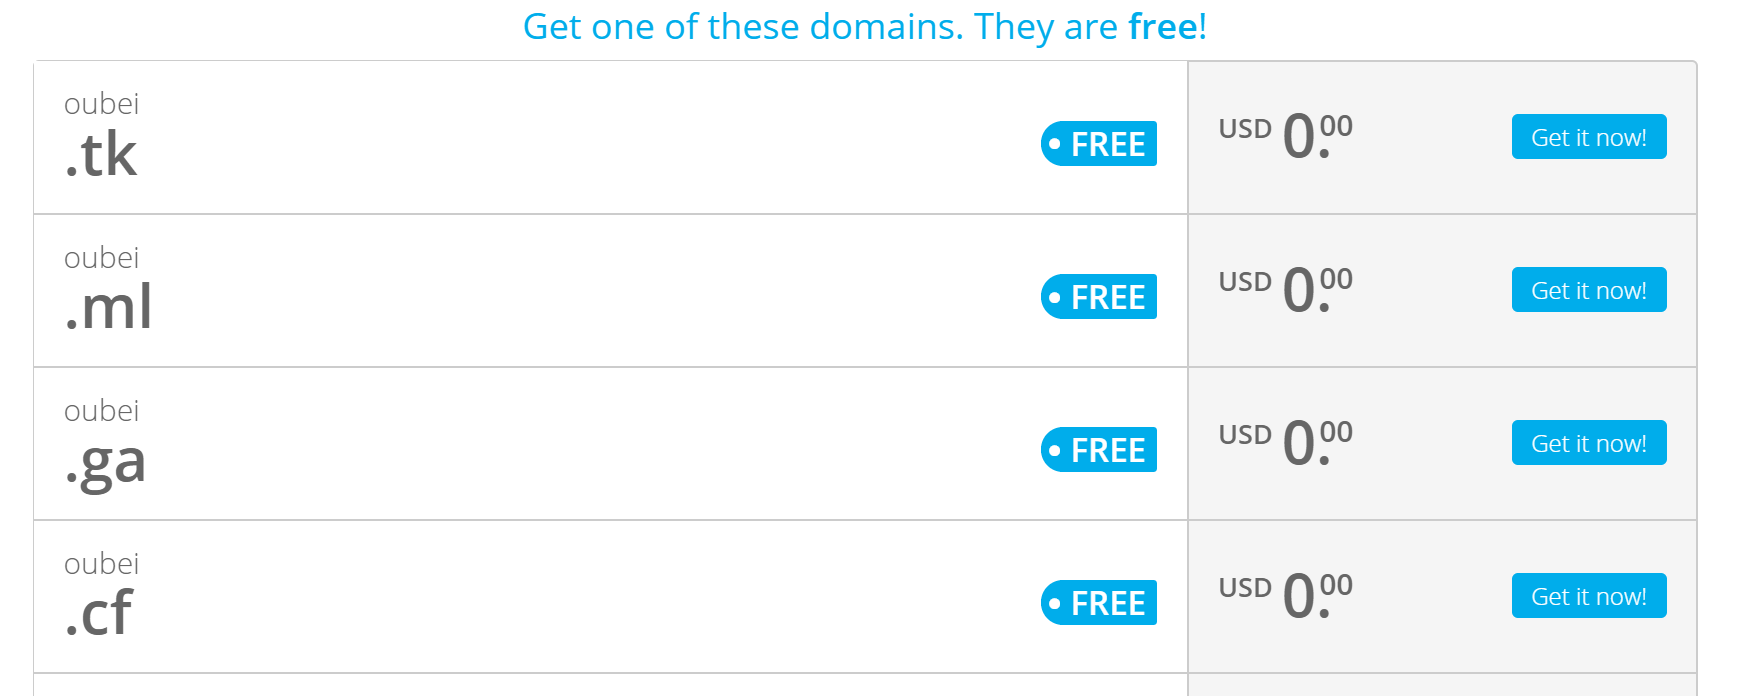 Get one of these domains. They are free!
oubei
.tk
FREE
USD 0.00
Get it now!
oubei
.ml
FREE
USD 0.00
Get it now!
oubei
.ga
FREE
USD 0.00
Get it now!
oubei
.cf
FREE
USD 0.00
Get it now!